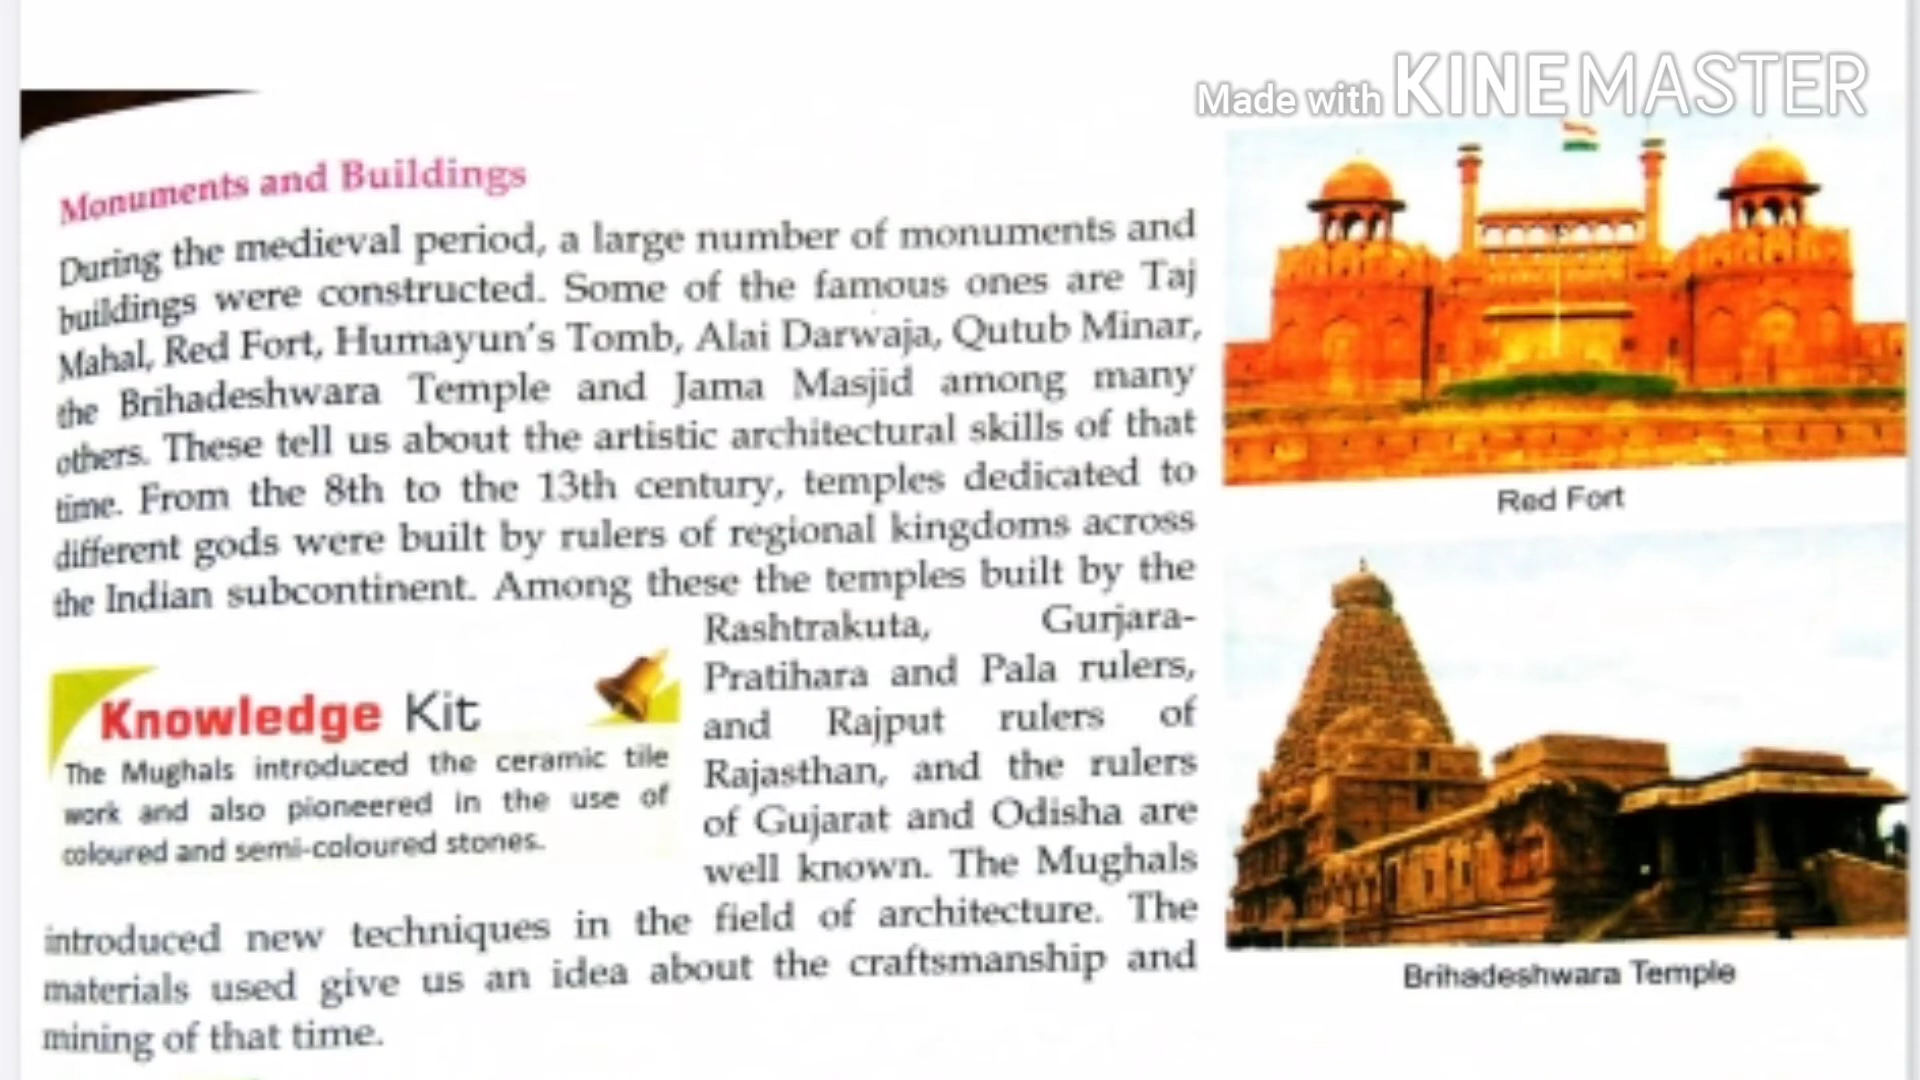 Made with KINEMASTER
Monuments and Buildings
During the medieval period, a large number of monuments and
buildings were constructed. Some of the famous ones are Taj
Mahal, Red Fort, Humayun's Tomb, Alai Darwaja, Qutub Minar,
the Brihadeshwara Temple and Jama Masjid among many
others. These tell us about the artistic architectural skills of that
time. From the 8th to the 13th century, temples dedicated to
different gods were built by rulers of regional kingdoms across
the Indian subcontinent. Among these the temples built by the
Rashtrakuta, Gurjara-
Pratihara and Pala rulers,
and Rajput rulers of
Rajasthan, and the rulers
of Gujarat and Odisha are
well known. The Mughals
introduced new techniques in the field of architecture. The
materials used give us an idea about the craftsmanship and
mining of that time.
Knowledge Kit
The Mughals introduced the ceramic tile
work and also pioneered in the use of
coloured and semi-coloured stones.
Red Fort
Brihadeshwara Temple